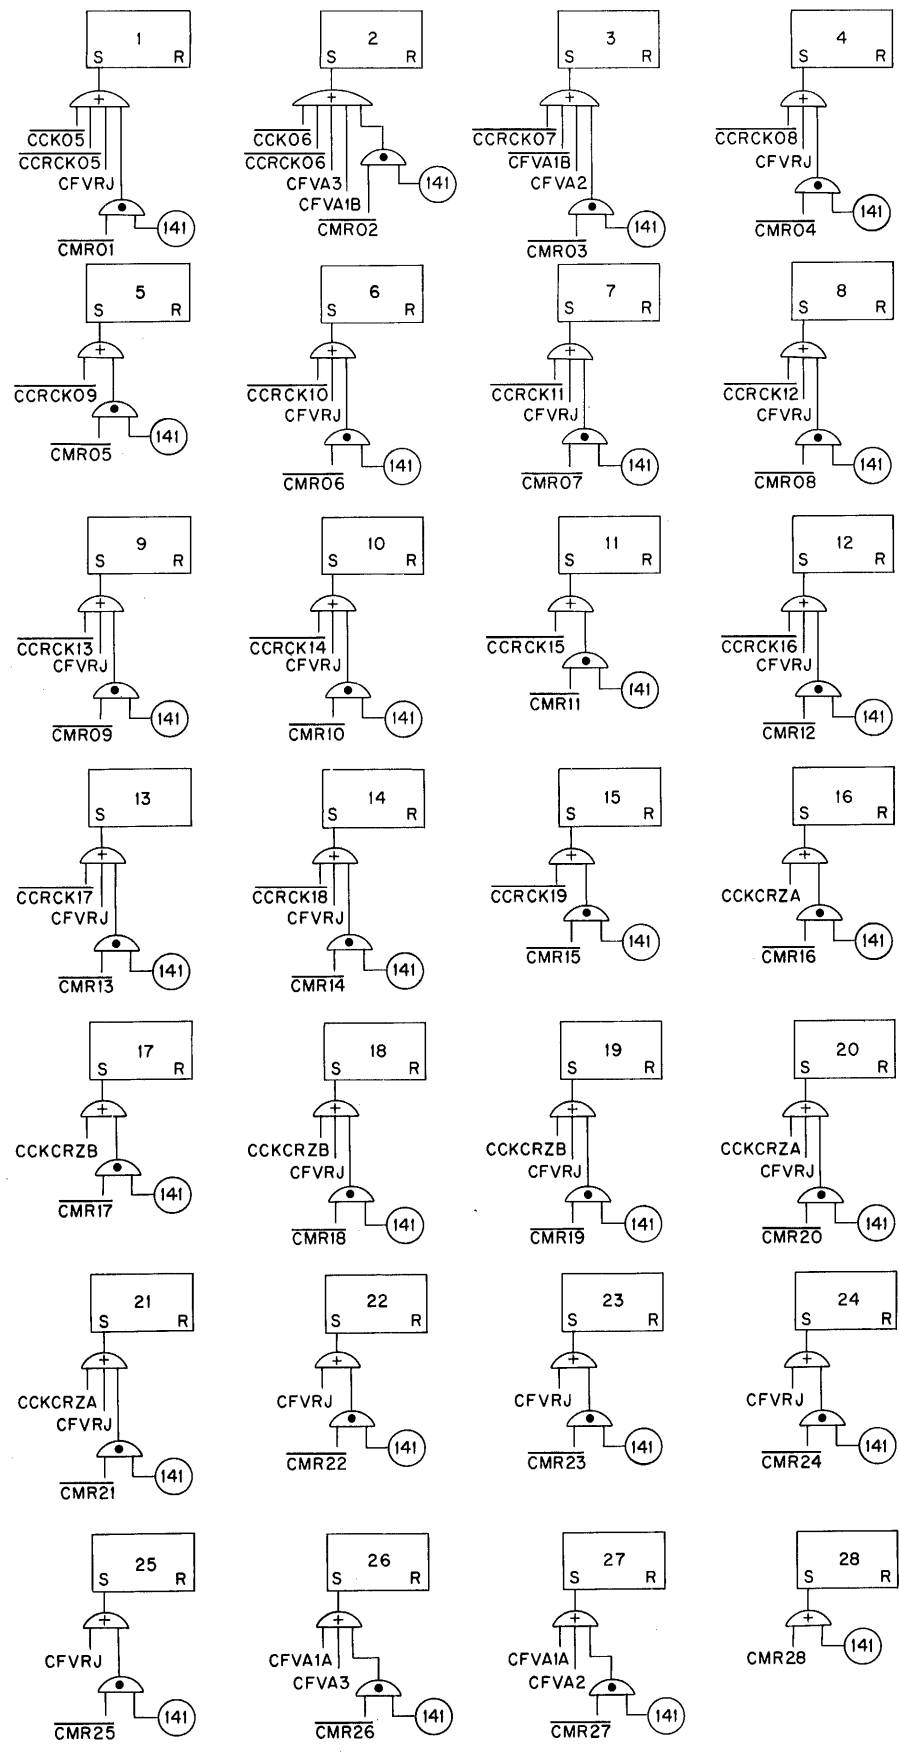 1 2 3 4
S R S R S R S R
+ + + +
CCK05 CCK06 CCRCK07 CCRCK08
CCRCK05 CCRCK06 CFVA1B CFVRJ
CFVRJ CFVA3 141 CFVA2
CFVA1B
CMR01 141 CMR02 CMR03 141 CMR04 141
5 6 7 8
S R S R S R S R
+ + + +
CCRCK09 CCRCK10 CCRCK11 CCRCK12
CFVRJ CFVRJ CFVRJ
CMR05 141 CMR06 141 CMR07 141 CMR08 141
9 10 11 12
S R S R S R S R
+ + + +
CCRCK13 CCRCK14 CCRCK15 CCRCK16
CFVRJ CFVRJ CFVRJ
CMR09 141 CMR10 141 CMR11 141 CMR12 141
13 14 15 16
S S R S R S R
+ + + +
CCRCK17 CCRCK18 CCRCK19 CCKCRZA
CFVRJ CFVRJ
CMR13 141 CMR14 141 CMR15 141 CMR16 141
17 18 19 20
S R S R S R S R
+ + + +
CCKCRZB CCKCRZB CCKCRZB CCKCRZA
CFVRJ CFVRJ CFVRJ
CMR17 141 CMR18 141 CMR19 141 CMR20 141
21 22 23 24
S R S R S R S R
+ + + +
CCKCRZA CFVRJ CFVRJ CFVRJ
CFVRJ
CMR21 141 CMR22 141 CMR23 141 CMR24 141
25 26 27 28
S R S R S R S R
+ + + +
CFVRJ CFVA1A CFVA1A CMR28 141
CFVA3 CFVA2
CMR25 141 CMR26 141 CMR27 141